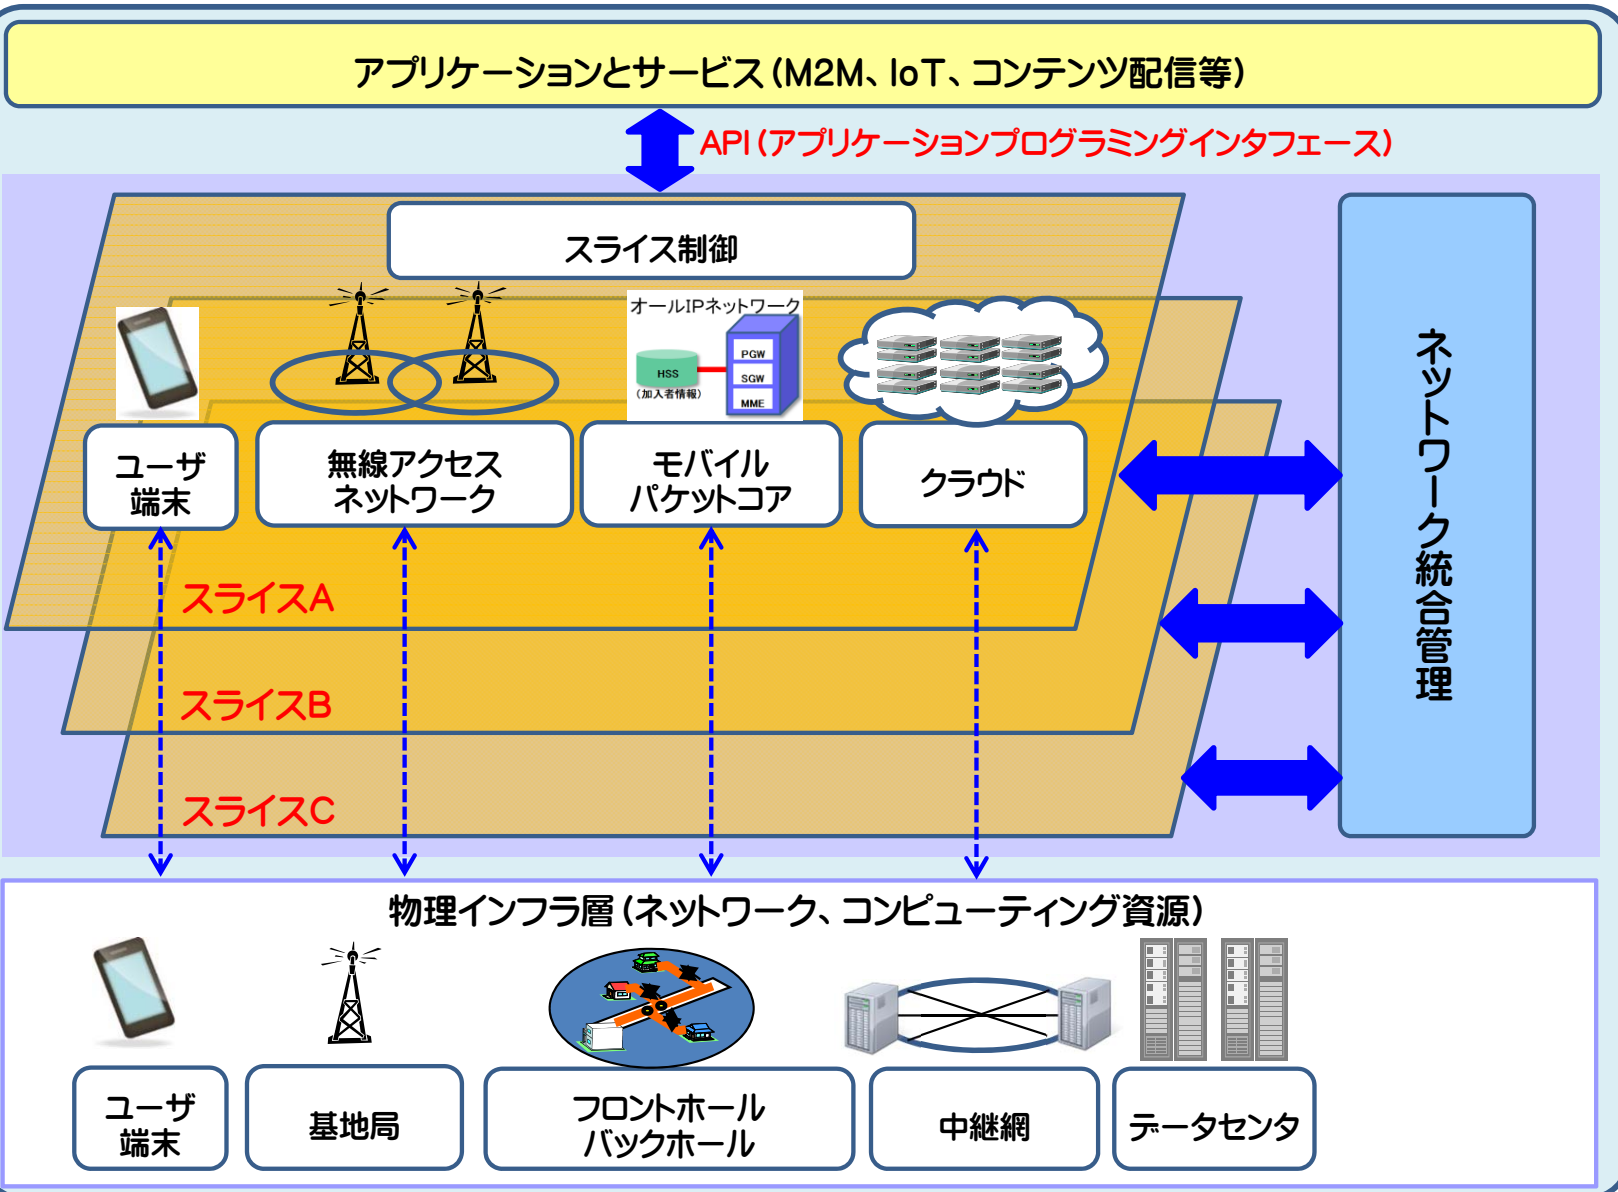 アプリケーションとサービス(M2M、IoT、コンテンツ配信等)
API(アプリケーションプログラミングインタフェース)
スライス制御
オールIPネットワーク
HSS
(加入者情報)
PGW
SGW
MME
ユーザ
端末
無線アクセス
ネットワーク
モバイル
パケットコア
クラウド
スライスA
スライスB
スライスC
ネットワーク統合管理
物理インフラ層(ネットワーク、コンピューティング資源)
ユーザ
端末
基地局
フロントホール
バックホール
中継網
データセンタ